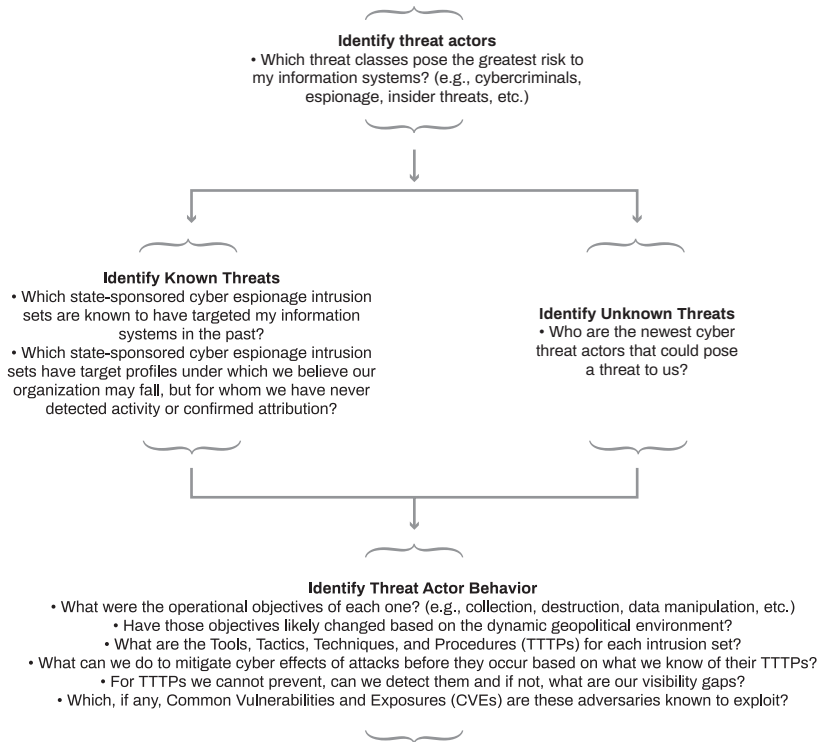 Identify threat actors
• Which threat classes pose the greatest risk to
my information systems? (e.g., cybercriminals,
espionage, insider threats, etc.)
Identify Known Threats
• Which state-sponsored cyber espionage intrusion
sets are known to have targeted my information
systems in the past?
• Which state-sponsored cyber espionage intrusion
sets have target profiles under which we believe our
organization may fall, but for whom we have never
detected activity or confirmed attribution?
Identify Unknown Threats
• Who are the newest cyber
threat actors that could pose
a threat to us?
Identify Threat Actor Behavior
• What were the operational objectives of each one? (e.g., collection, destruction, data manipulation, etc.)
• Have those objectives likely changed based on the dynamic geopolitical environment?
• What are the Tools, Tactics, Techniques, and Procedures (TTTPs) for each intrusion set?
• What can we do to mitigate cyber effects of attacks before they occur based on what we know of their TTTPs?
• For TTTPs we cannot prevent, can we detect them and if not, what are our visibility gaps?
• Which, if any, Common Vulnerabilities and Exposures (CVEs) are these adversaries known to exploit?